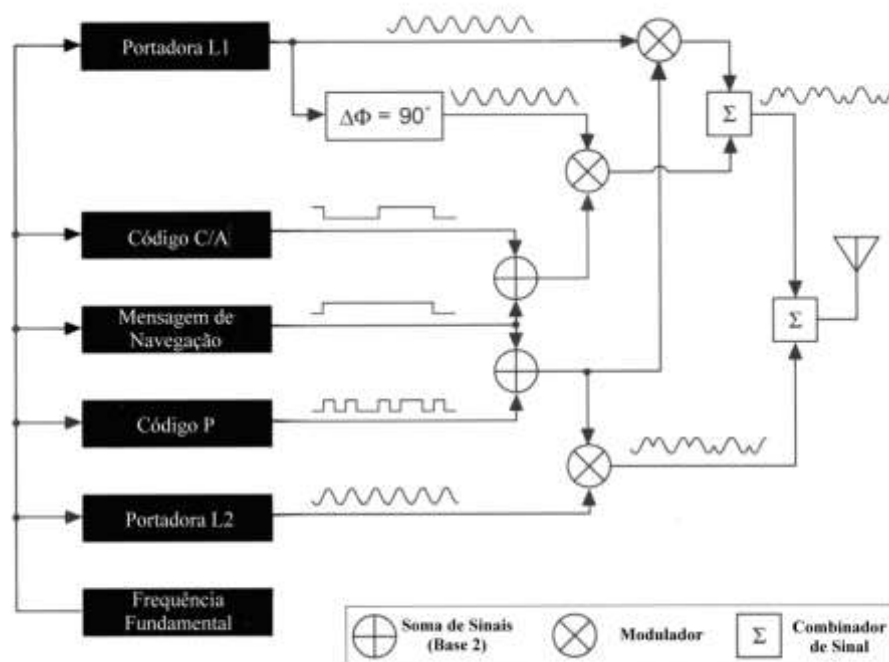 Portadora L1
ΔΦ = 90°
Σ
Código C/A
Mensagem de
Navegação
Σ
Código P
Portadora L2
Frequência
Fundamental
Soma de Sinais
(Base 2)
Modulador
Σ
Combinador
de Sinal